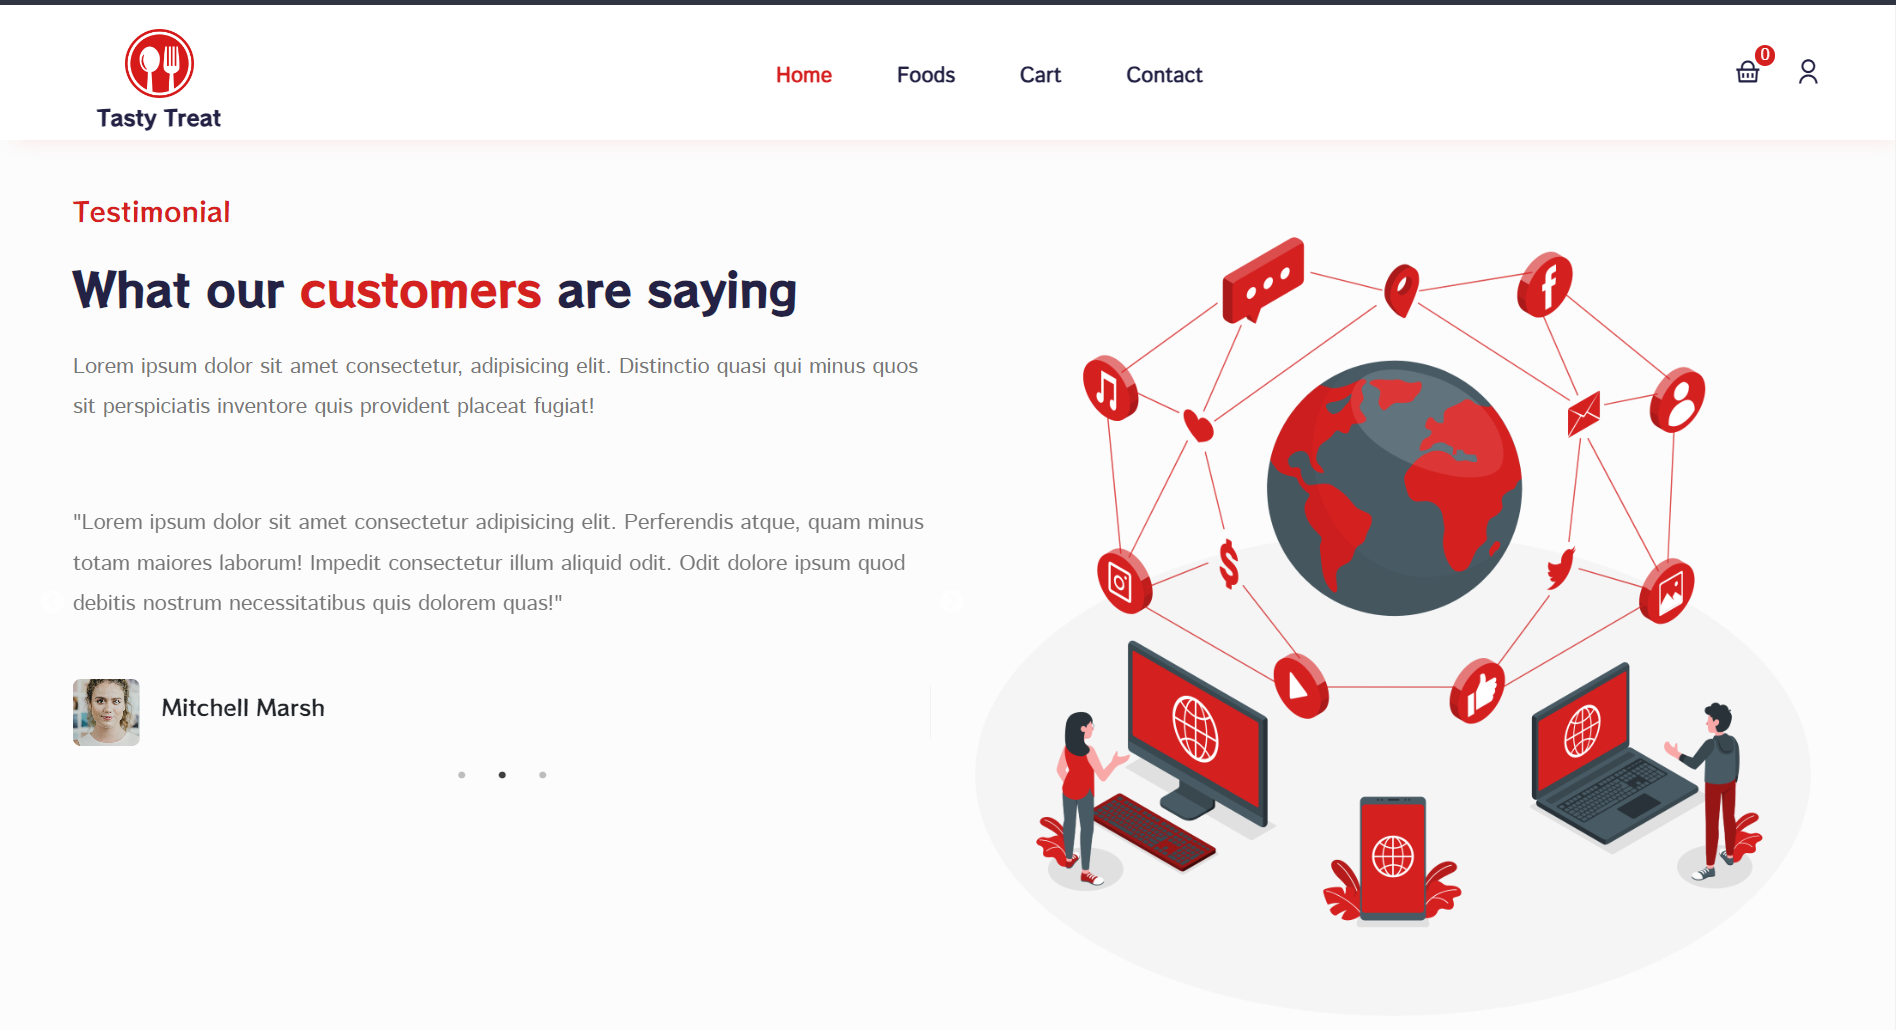 Tasty Treat
Home
Foods
Cart
Contact
0
Testimonial
What our customers are saying
Lorem ipsum dolor sit amet consectetur, adipisicing elit. Distinctio quasi qui minus quos
sit perspiciatis inventore quis provident placeat fugiat!
"Lorem ipsum dolor sit amet consectetur adipisicing elit. Perferendis atque, quam minus
totam maiores laborum! Impedit consectetur illum aliquid odit. Odit dolore ipsum quod
debitis nostrum necessitatibus quis dolorem quas!"
Mitchell Marsh
f
$